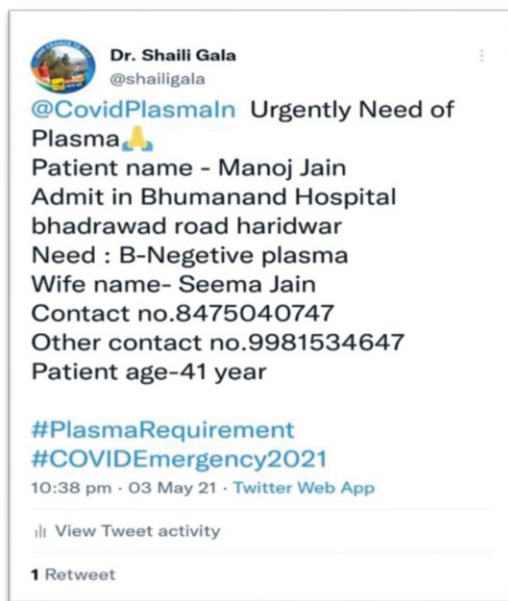 Dr. Shaili Gala
@shailigala
@CovidPlasmaIn Urgently Need of
Plasma🙏
Patient name - Manoj Jain
Admit in Bhumanand Hospital
bhadrawad road haridwar
Need : B-Negetive plasma
Wife name- Seema Jain
Contact no.8475040747
Other contact no.9981534647
Patient age-41 year
#PlasmaRequirement
#COVIDEmergency2021
10:38 pm · 03 May 21 · Twitter Web App
View Tweet activity
1 Retweet